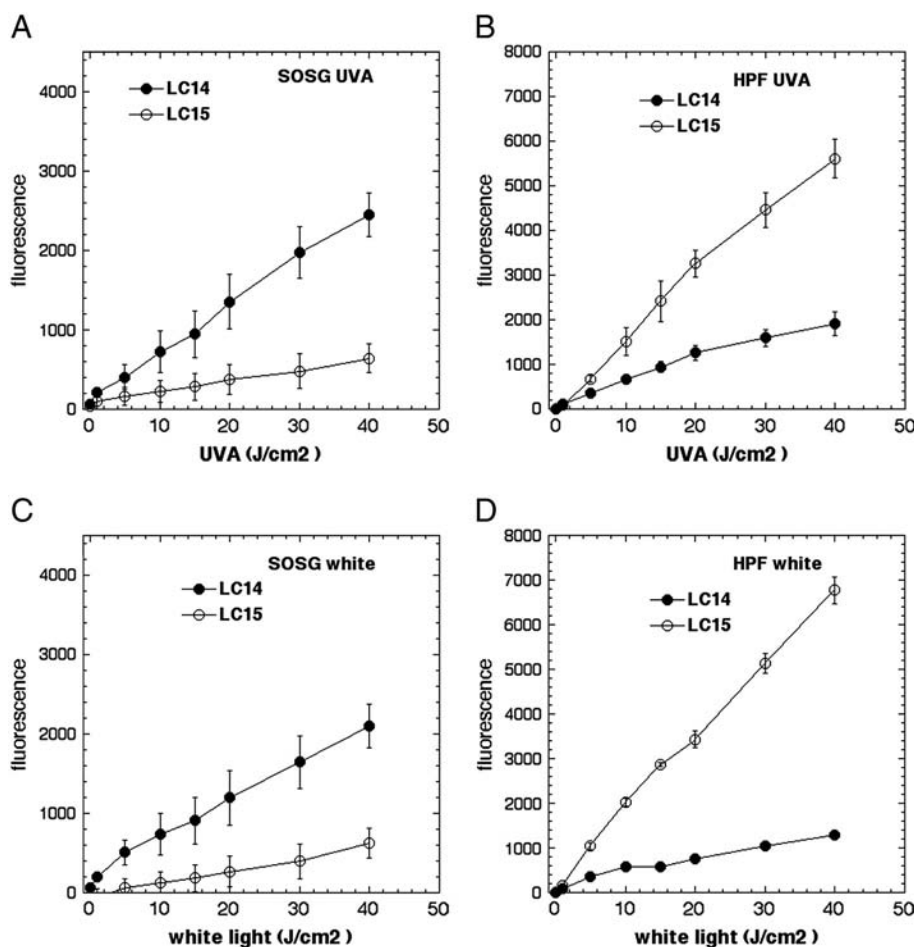 A
SOSG UVA
LC14
LC15
4000
3000
2000
1000
0
fluorescence
0 10 20 30 40 50
UVA (J/cm2 )
B
HPF UVA
LC14
LC15
8000
7000
6000
5000
4000
3000
2000
1000
0
fluorescence
0 10 20 30 40 50
UVA (J/cm2 )
C
SOSG white
LC14
LC15
4000
3000
2000
1000
0
fluorescence
0 10 20 30 40 50
white light (J/cm2 )
D
HPF white
LC14
LC15
8000
7000
6000
5000
4000
3000
2000
1000
0
fluorescence
0 10 20 30 40 50
white light (J/cm2 )